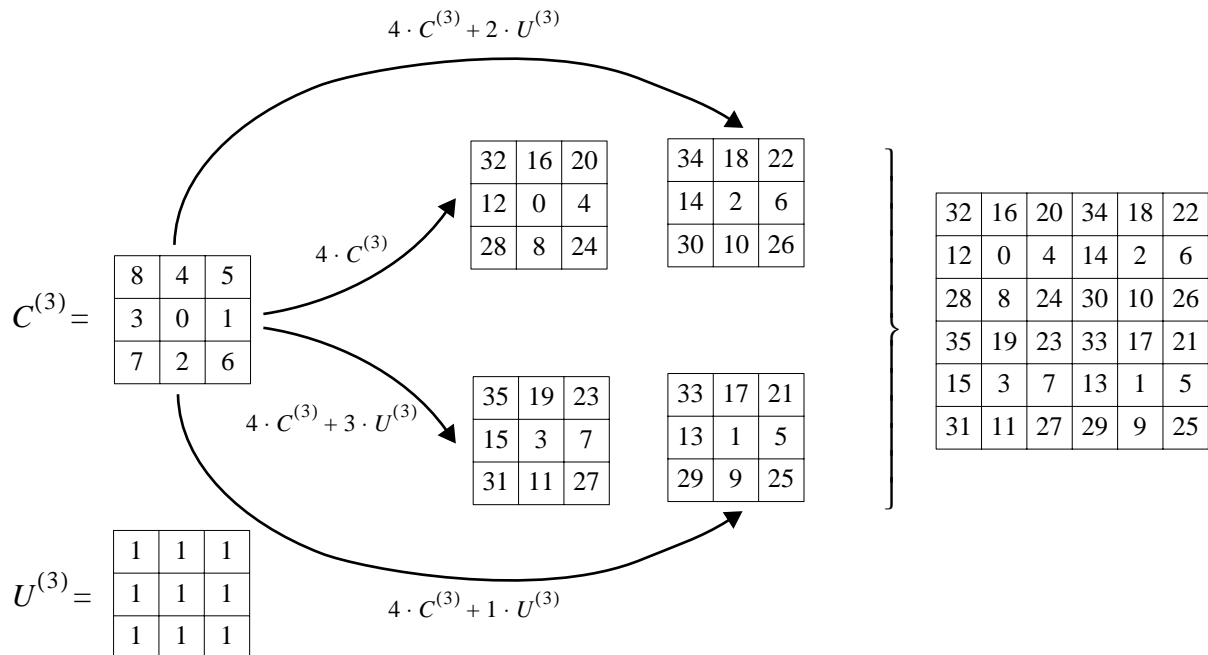 4 · C^(3) + 2 · U^(3)
32 16 20
12 0 4
28 8 24
34 18 22
14 2 6
30 10 26
4 · C^(3)
C^(3) =
8 4 5
3 0 1
7 2 6
4 · C^(3) + 3 · U^(3)
35 19 23
15 3 7
31 11 27
33 17 21
13 1 5
29 9 25
32 16 20 34 18 22
12 0 4 14 2 6
28 8 24 30 10 26
35 19 23 33 17 21
15 3 7 13 1 5
31 11 27 29 9 25
U^(3) =
1 1 1
1 1 1
1 1 1
4 · C^(3) + 1 · U^(3)